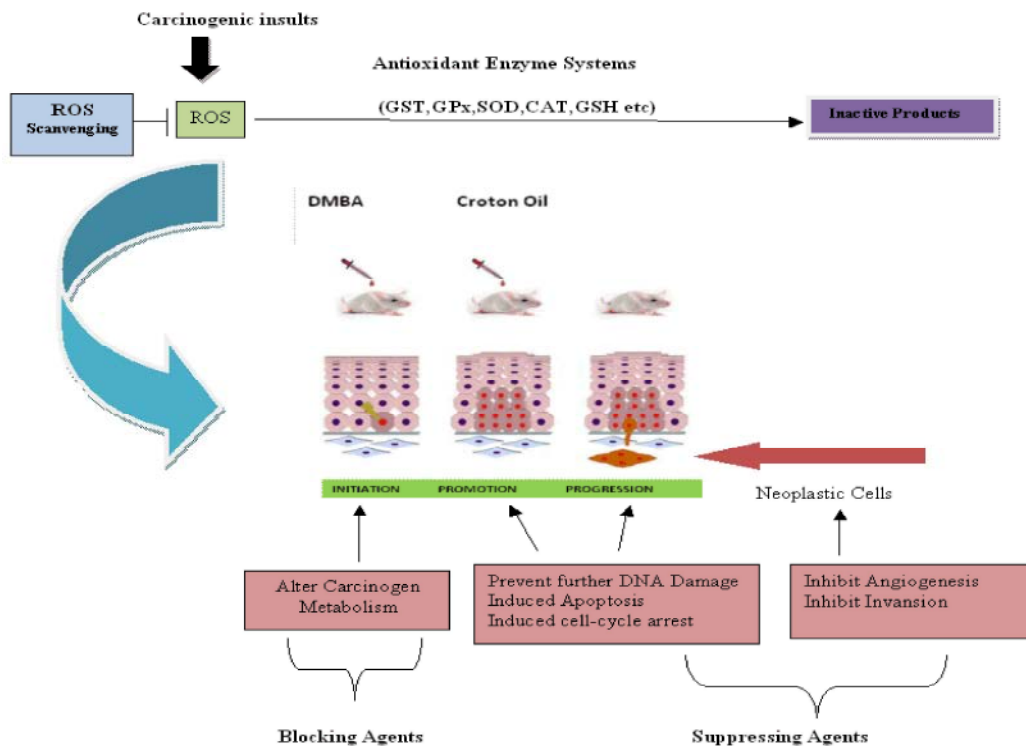 Carcinogenic insults
Antioxidant Enzyme Systems
ROS
Scanvenging
ROS
(GST,GPx,SOD,CAT,GSH etc)
Inactive Products
DMBA
Croton Oil
INITIATION
PROMOTION
PROGRESSION
Neoplastic Cells
Alter Carcinogen
Metabolism
Prevent further DNA Damage
Induced Apoptosis
Induced cell-cycle arrest
Inhibit Angiogenesis
Inhibit Invansion
Blocking Agents
Suppressing Agents